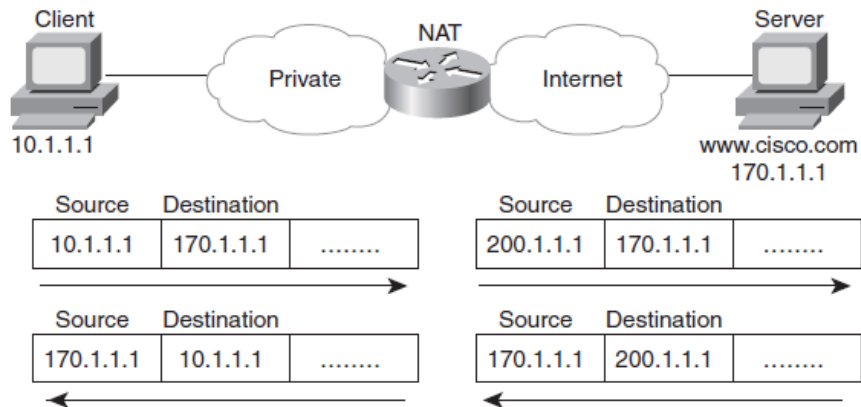 Client
NAT
Server
Private
Internet
10.1.1.1
www.cisco.com
170.1.1.1
Source Destination
Source Destination
10.1.1.1 170.1.1.1 ........
200.1.1.1 170.1.1.1 ........
Source Destination
Source Destination
170.1.1.1 10.1.1.1 ........
170.1.1.1 200.1.1.1 ........